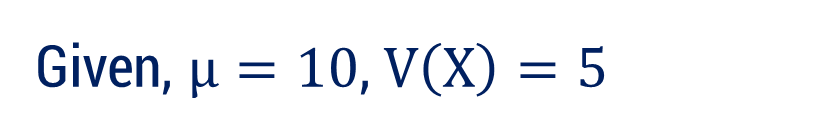 Given, μ = 10, V(X) = 5